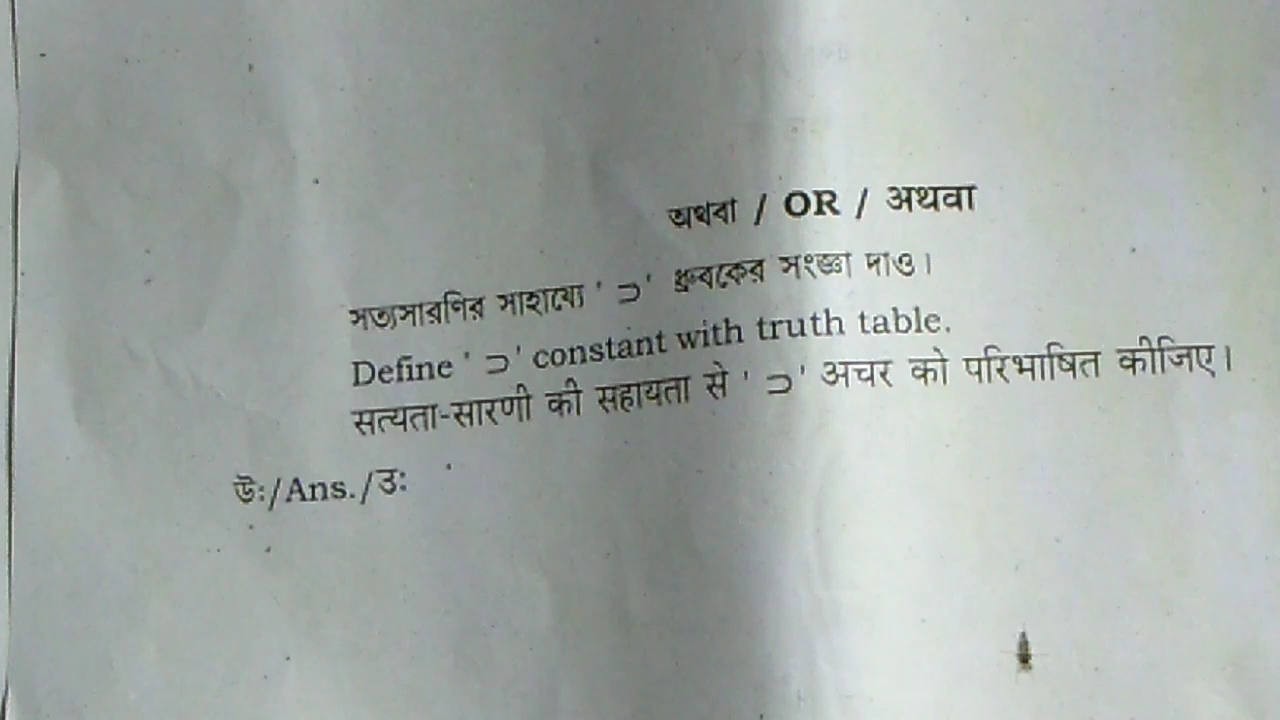 অথবা / OR / अथवा
সত্যসারণির সাহায্যে ' ⊃ ' ধ্রুবকের সংজ্ঞা দাও।
Define ' ⊃ ' constant with truth table.
सत्यता-सारणी की सहायता से ' ⊃ ' अचर को परिभाषित कीजिए।
উঃ/Ans./उः